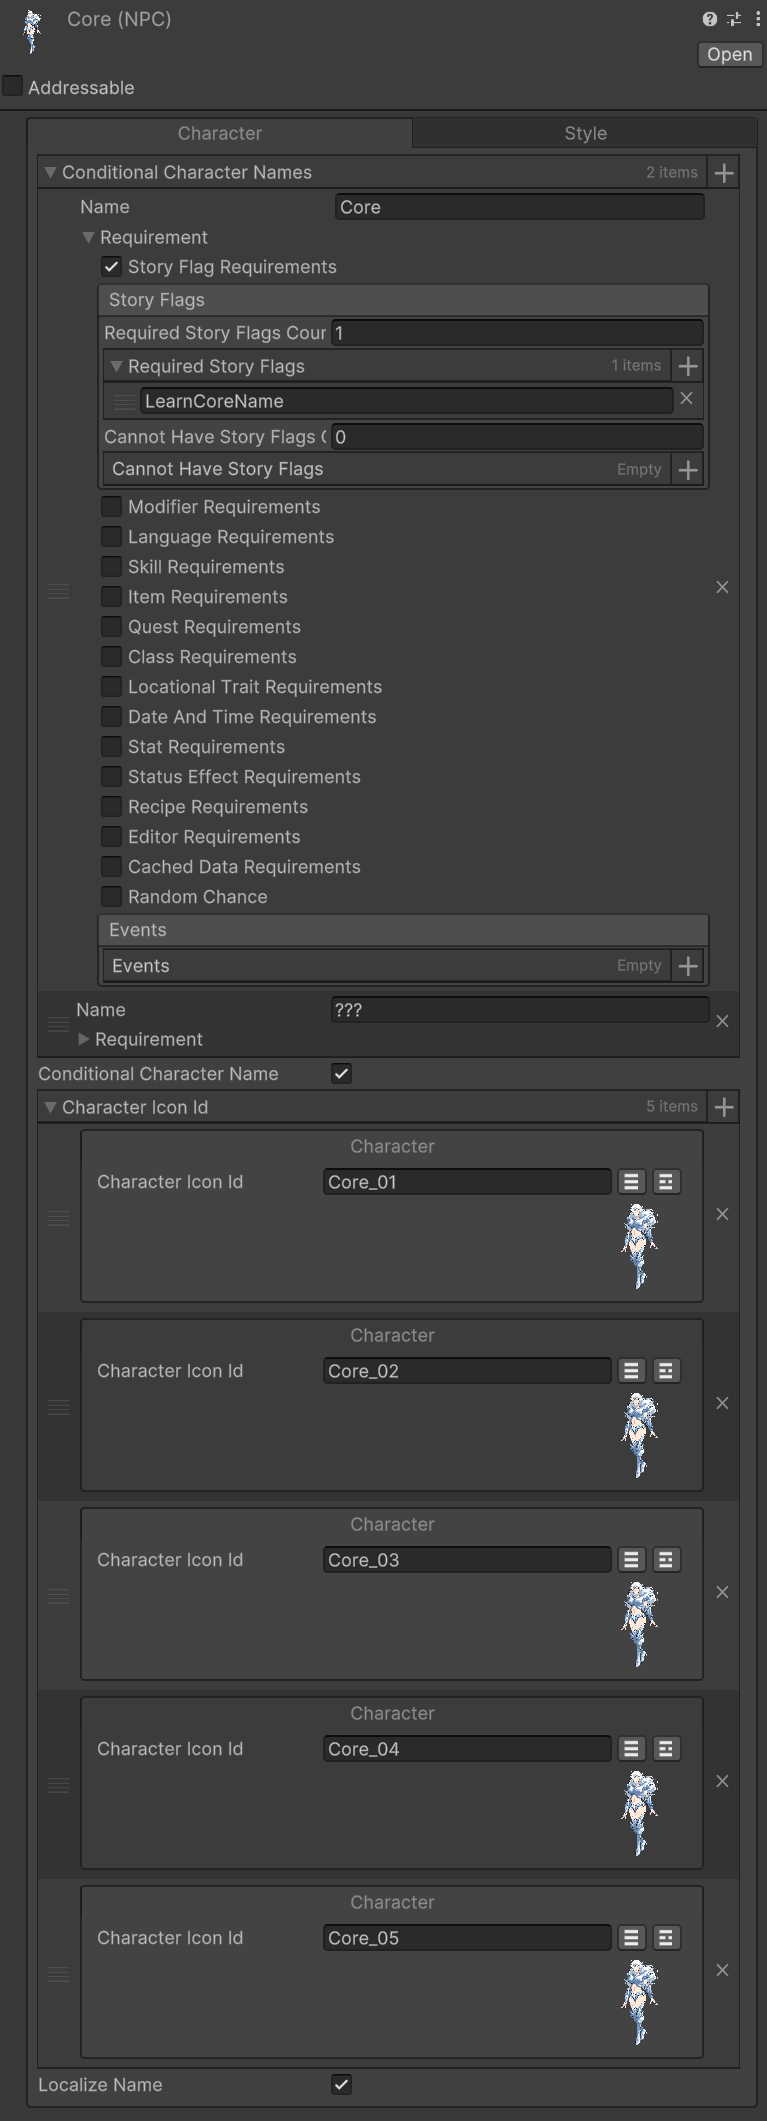 Core (NPC)
Open
Addressable
Character
Style
Conditional Character Names
2 items
Name
Core
Requirement
Story Flag Requirements
Story Flags
Required Story Flags Cour
1
Required Story Flags
1 items
LearnCoreName
Cannot Have Story Flags C
0
Cannot Have Story Flags
Empty
Modifier Requirements
Language Requirements
Skill Requirements
Item Requirements
Quest Requirements
Class Requirements
Locational Trait Requirements
Date And Time Requirements
Stat Requirements
Status Effect Requirements
Recipe Requirements
Editor Requirements
Cached Data Requirements
Random Chance
Events
Events
Empty
Name
???
Requirement
Conditional Character Name
Character Icon Id
5 items
Character
Character Icon Id
Core_01
Character
Character Icon Id
Core_02
Character
Character Icon Id
Core_03
Character
Character Icon Id
Core_04
Character
Character Icon Id
Core_05
Localize Name